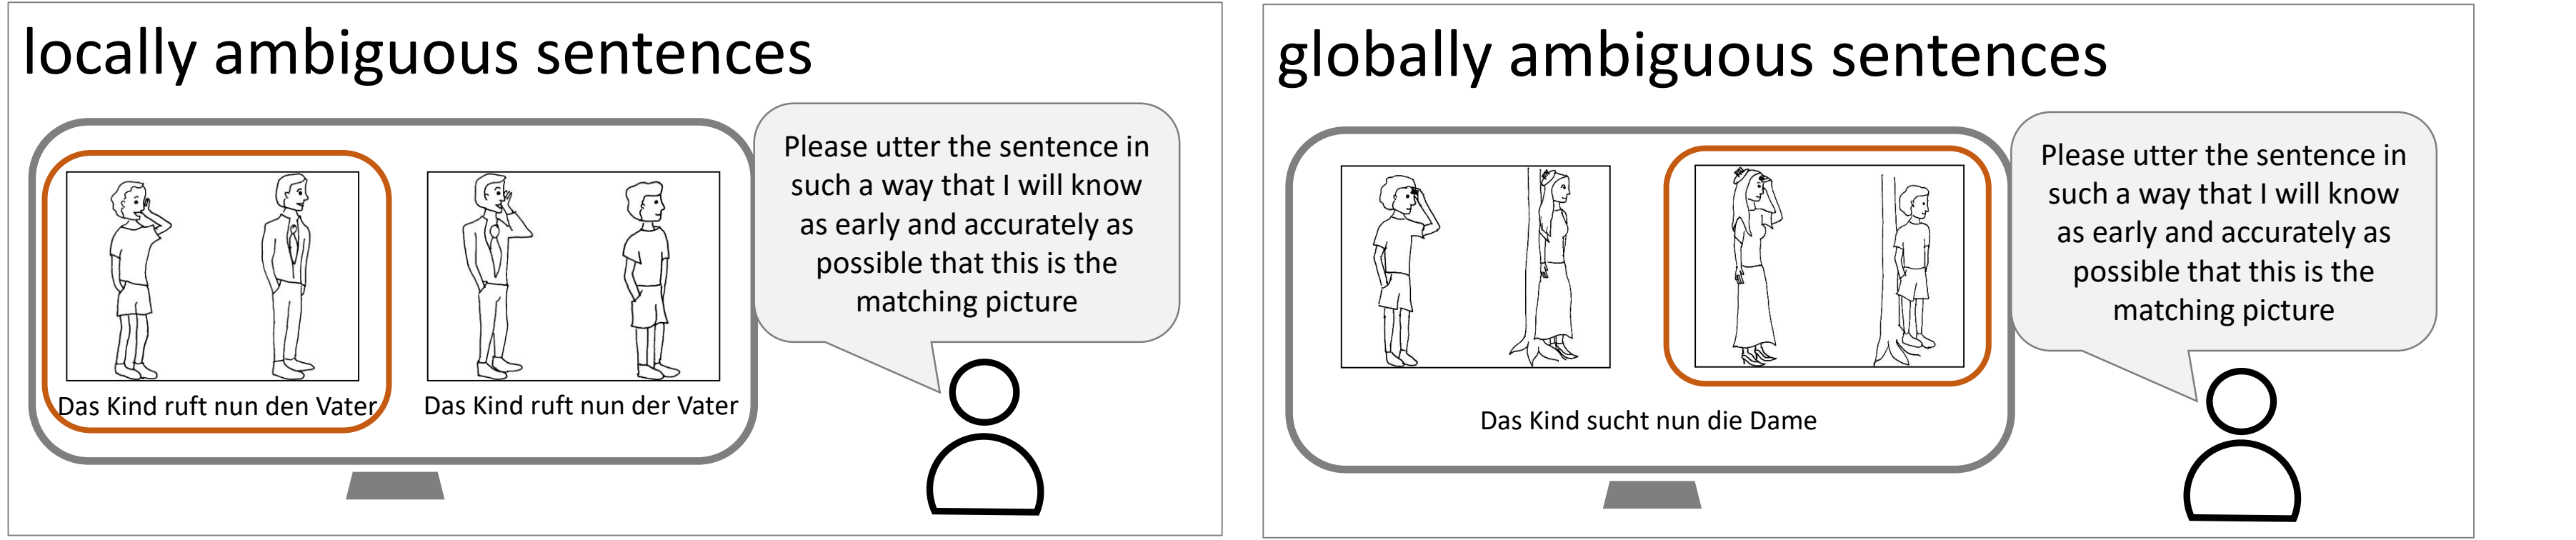 locally ambiguous sentences
Please utter the sentence in
such a way that I will know
as early and accurately as
possible that this is the
matching picture
Das Kind ruft nun den Vater
Das Kind ruft nun der Vater
globally ambiguous sentences
Please utter the sentence in
such a way that I will know
as early and accurately as
possible that this is the
matching picture
Das Kind sucht nun die Dame